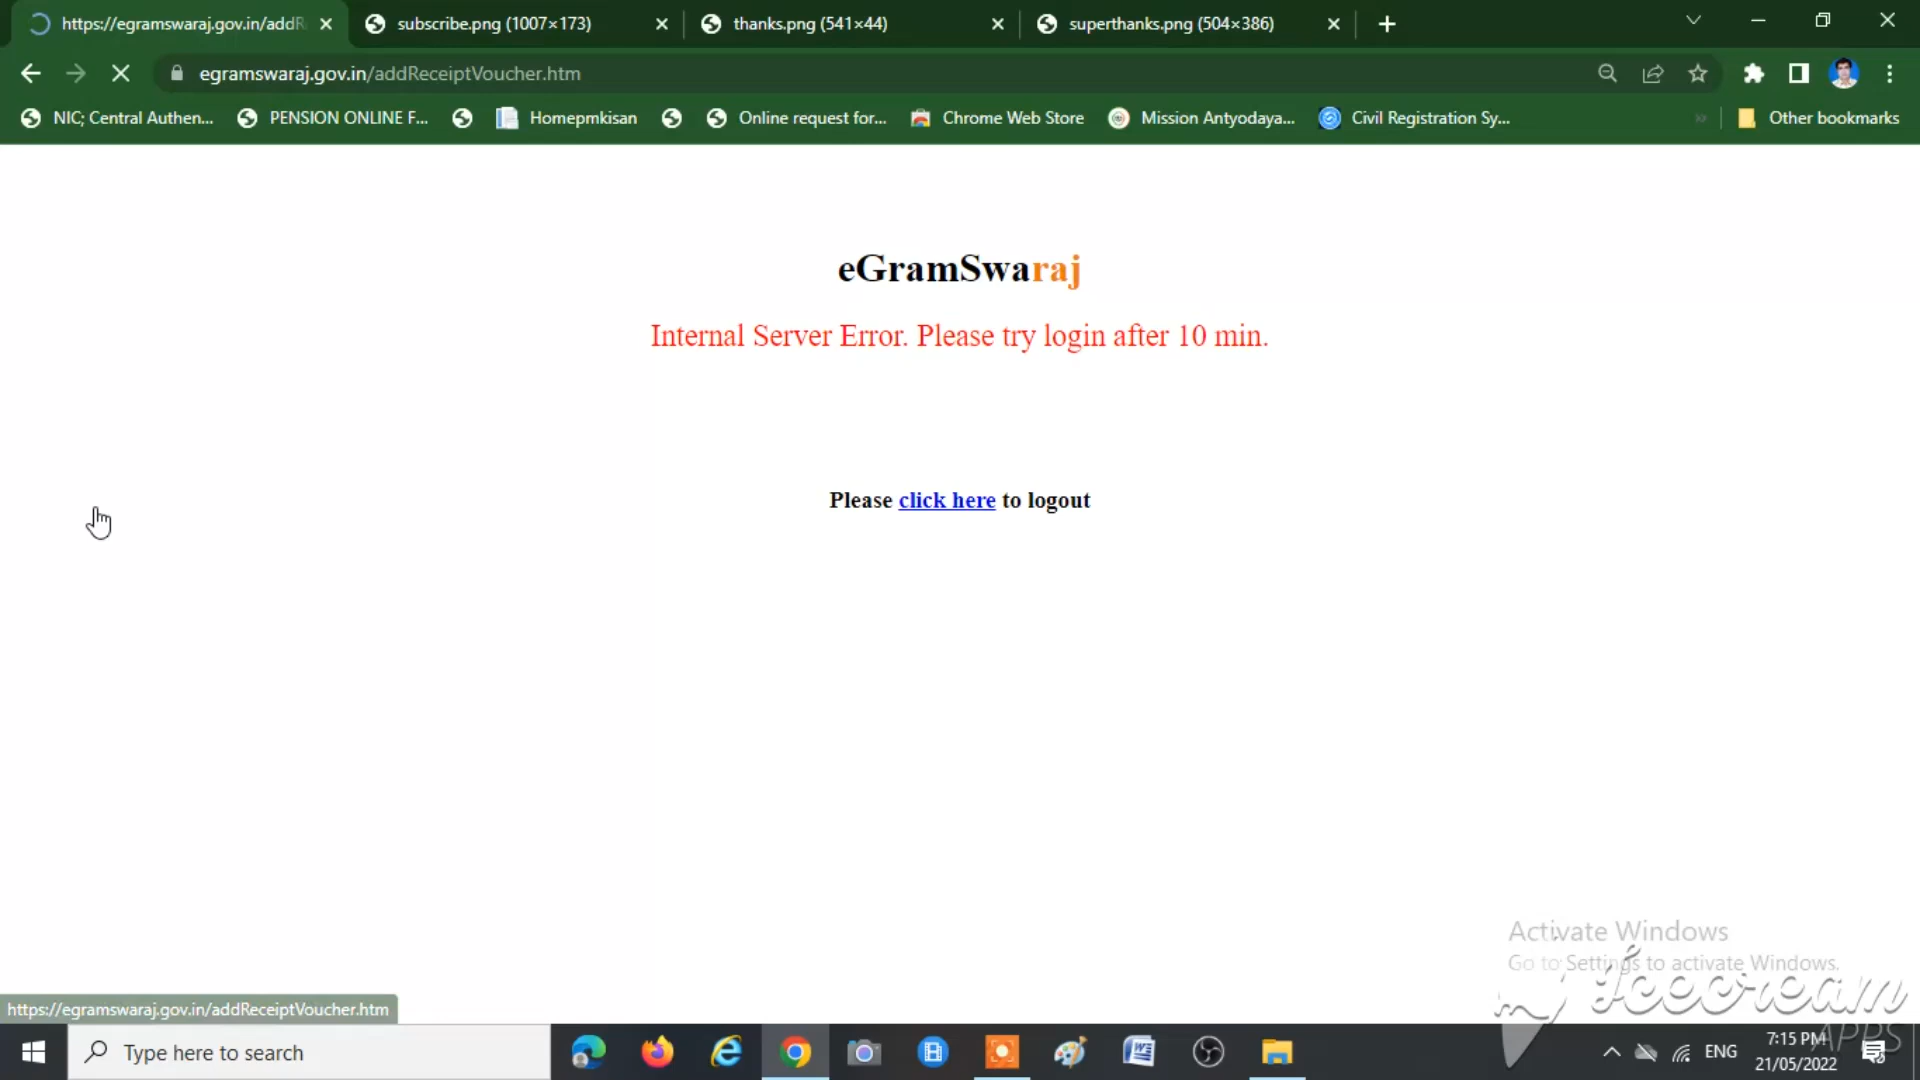 https://egramswaraj.gov.in/addR
subscribe.png (1007×173)
thanks.png (541×44)
superthanks.png (504×386)
egramswaraj.gov.in/addReceiptVoucher.htm
NIC; Central Authen...
PENSION ONLINE F...
Homepmkisan
Online request for...
Chrome Web Store
Mission Antyodaya...
Civil Registration Sy...
Other bookmarks
eGramSwaraj
Internal Server Error. Please try login after 10 min.
Please click here to logout
Activate Windows
Go to Settings to activate Windows.
Icecream
APPS
https://egramswaraj.gov.in/addReceiptVoucher.htm
Type here to search
ENG
7:15 PM
21/05/2022